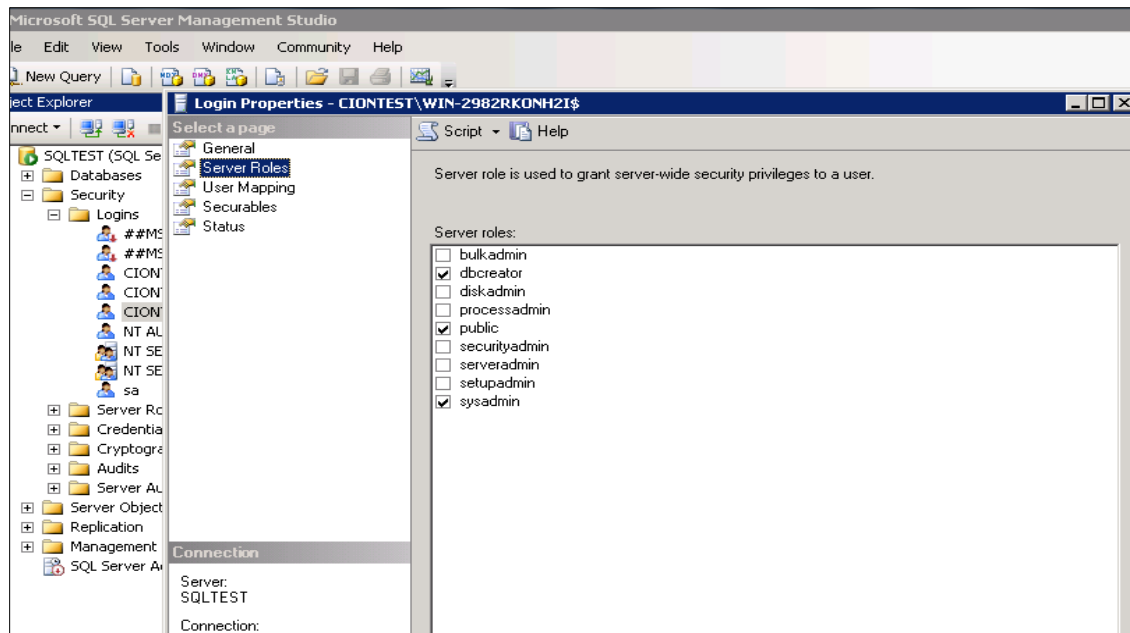 Microsoft SQL Server Management Studio
le Edit View Tools Window Community Help
New Query
ject Explorer
nnect
SQLTEST (SQL Se
Databases
Security
Logins
##MS
##MS
CION
CION
CION
NT AU
NT SE
NT SE
sa
Server Ro
Credentia
Cryptogra
Audits
Server Au
Server Object
Replication
Management
SQL Server A
Login Properties - CIONTEST\WIN-2982RKONH2I$
Select a page
General
Server Roles
User Mapping
Securables
Status
Connection
Server:
SQLTEST
Connection:
Script Help
Server role is used to grant server-wide security privileges to a user.
Server roles:
bulkadmin
dbcreator
diskadmin
processadmin
public
securityadmin
serveradmin
setupadmin
sysadmin